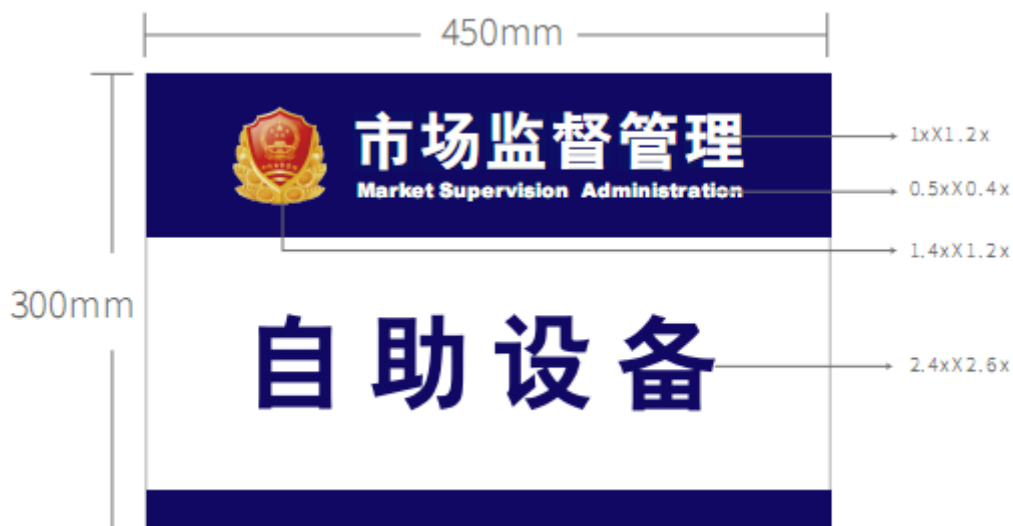 450mm
市场监督管理
1xX1.2x
Market Supervision Administration
0.5xX0.4x
1.4xX1.2x
300mm
自助设备
2.4xX2.6x